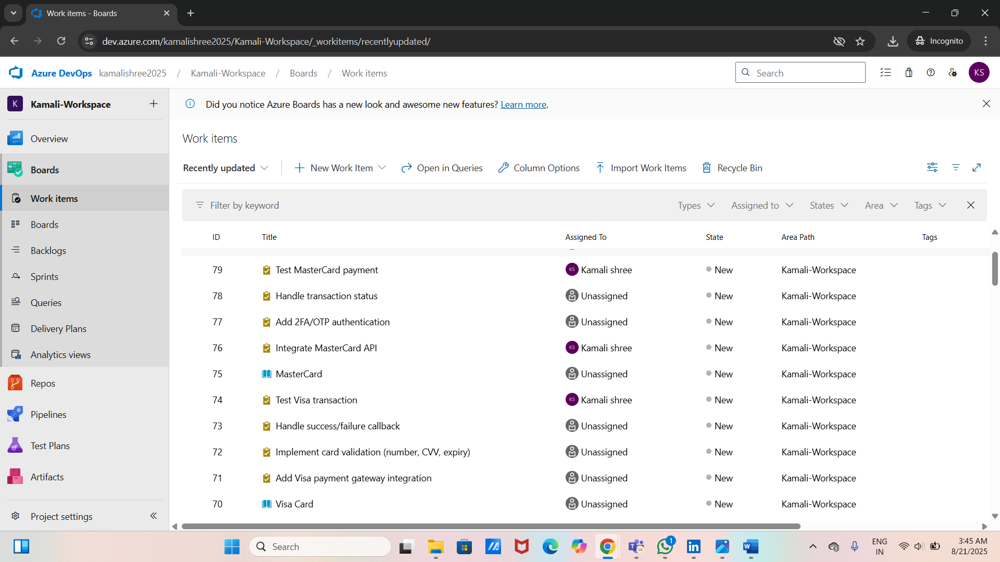 Work items - Boards
dev.azure.com/kamalishree2025/Kamali-Workspace/_workitems/recentlyupdated/
Incognito
Azure DevOps kamalishree2025 / Kamali-Workspace / Boards / Work items
Search
KS
K Kamali-Workspace
Did you notice Azure Boards has a new look and awesome new features? Learn more.
Overview
Boards
Work items
Boards
Backlogs
Sprints
Queries
Delivery Plans
Analytics views
Repos
Pipelines
Test Plans
Artifacts
Project settings
Work items
Recently updated New Work Item Open in Queries Column Options Import Work Items Recycle Bin
Filter by keyword Types Assigned to States Area Tags
ID Title Assigned To State Area Path Tags
79 Test MasterCard payment KS Kamali shree New Kamali-Workspace
78 Handle transaction status Unassigned New Kamali-Workspace
77 Add 2FA/OTP authentication Unassigned New Kamali-Workspace
76 Integrate MasterCard API KS Kamali shree New Kamali-Workspace
75 MasterCard Unassigned New Kamali-Workspace
74 Test Visa transaction KS Kamali shree New Kamali-Workspace
73 Handle success/failure callback Unassigned New Kamali-Workspace
72 Implement card validation (number, CVV, expiry) Unassigned New Kamali-Workspace
71 Add Visa payment gateway integration Unassigned New Kamali-Workspace
70 Visa Card Unassigned New Kamali-Workspace
Search
1
ENG
IN
3:45 AM
8/21/2025